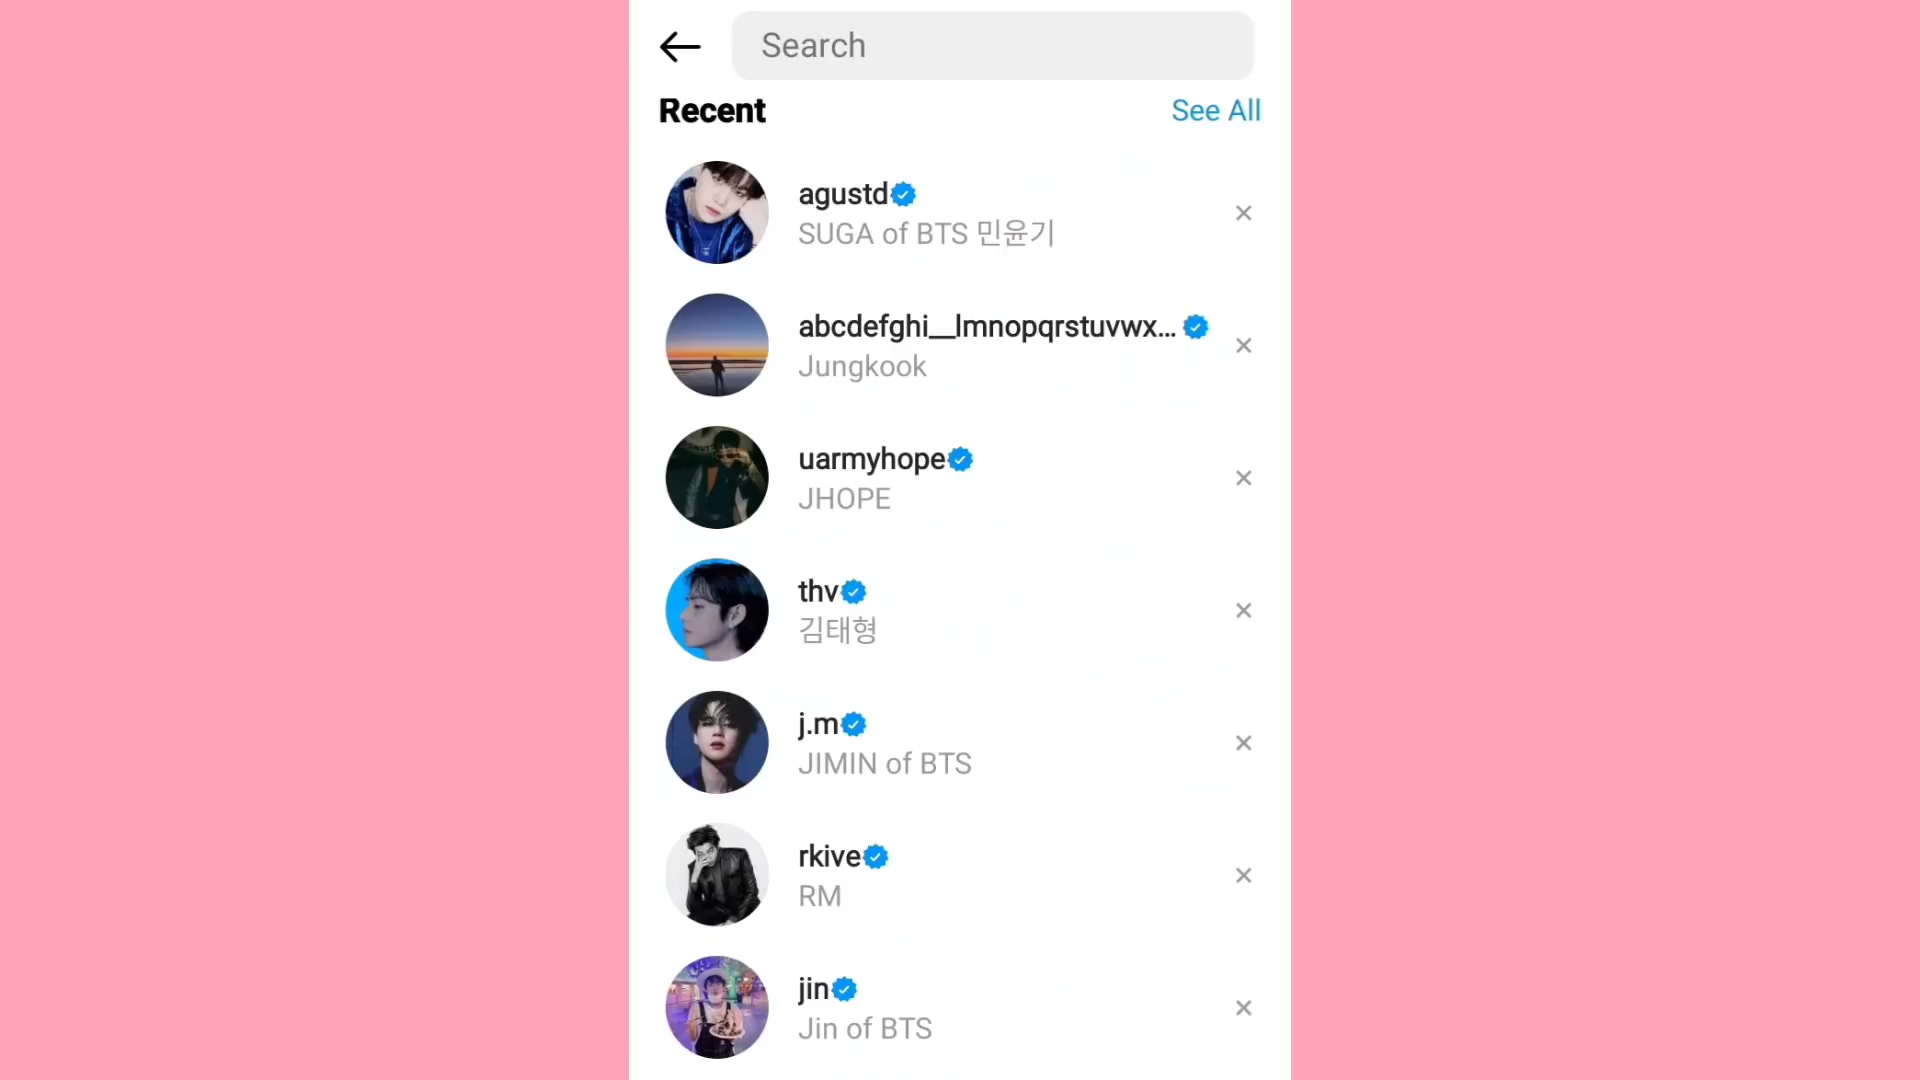 Search
Recent
See All
agustd
SUGA of BTS 민윤기
abcdefghi__lmnopqrstuvwx...
Jungkook
uarmyhope
JHOPE
thv
김태형
j.m
JIMIN of BTS
rkive
RM
jin
Jin of BTS